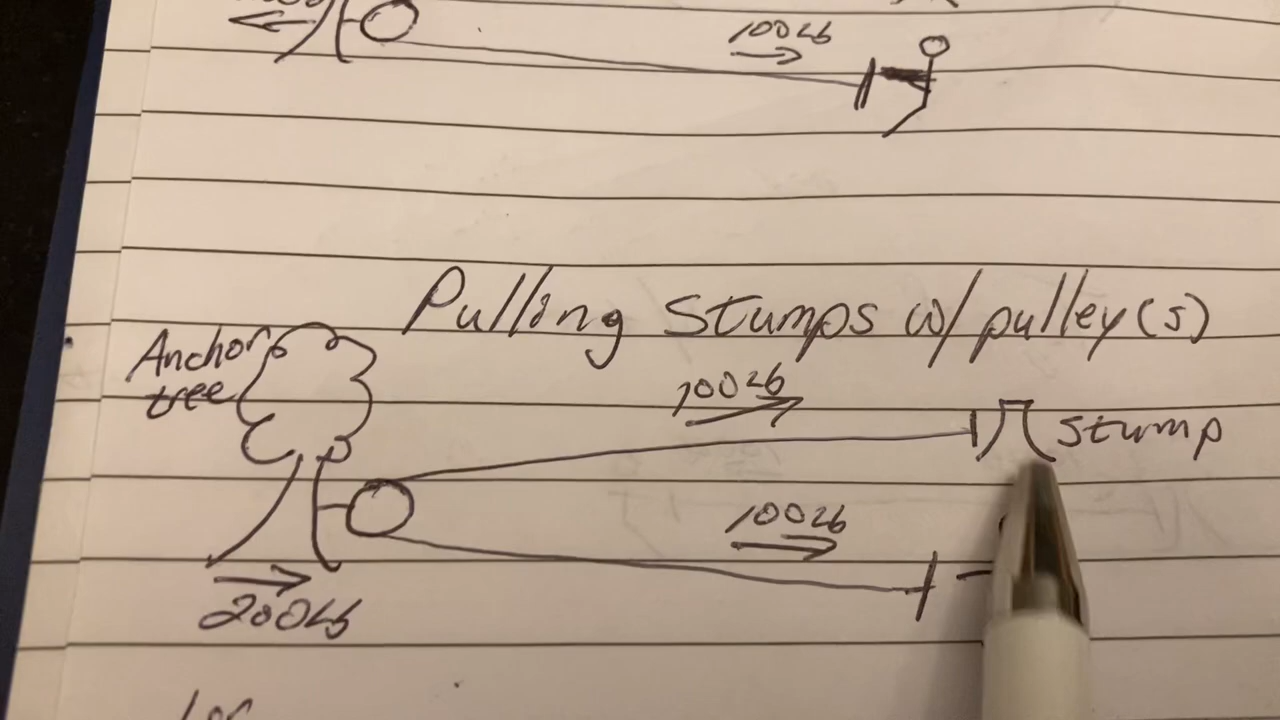 100Lb
Pulling Stumps w/ pulley(s)
Anchor
tree
100Lb
Stump
100Lb
200Lb